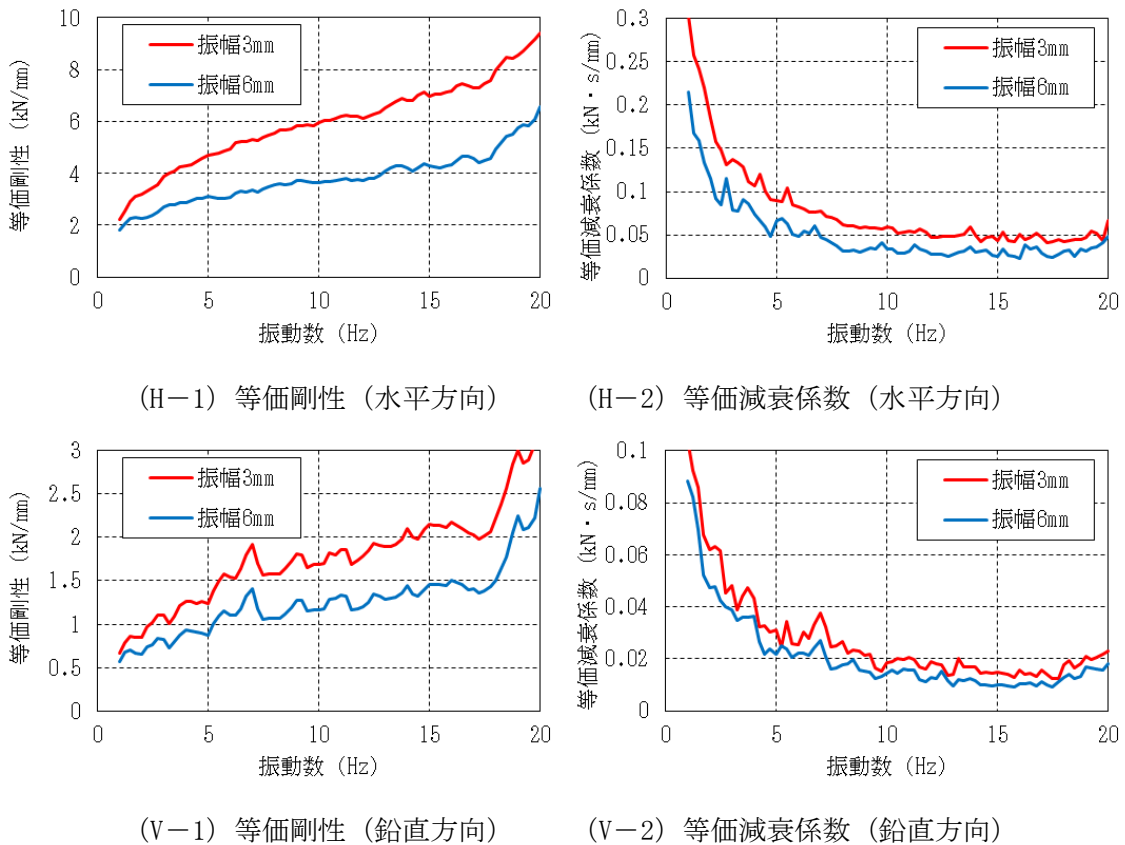 等価剛性 (kN/mm)
10
8
6
4
2
0
振幅3mm
振幅6mm
0 5 10 15 20
振動数 (Hz)
等価減衰係数 (kN・s/mm)
0.3
0.25
0.2
0.15
0.1
0.05
0
振幅3mm
振幅6mm
0 5 10 15 20
振動数 (Hz)
(H－1) 等価剛性 (水平方向)
(H－2) 等価減衰係数 (水平方向)
等価剛性 (kN/mm)
3
2.5
2
1.5
1
0.5
0
振幅3mm
振幅6mm
0 5 10 15 20
振動数 (Hz)
等価減衰係数 (kN・s/mm)
0.1
0.08
0.06
0.04
0.02
0
振幅3mm
振幅6mm
0 5 10 15 20
振動数 (Hz)
(V－1) 等価剛性 (鉛直方向)
(V－2) 等価減衰係数 (鉛直方向)